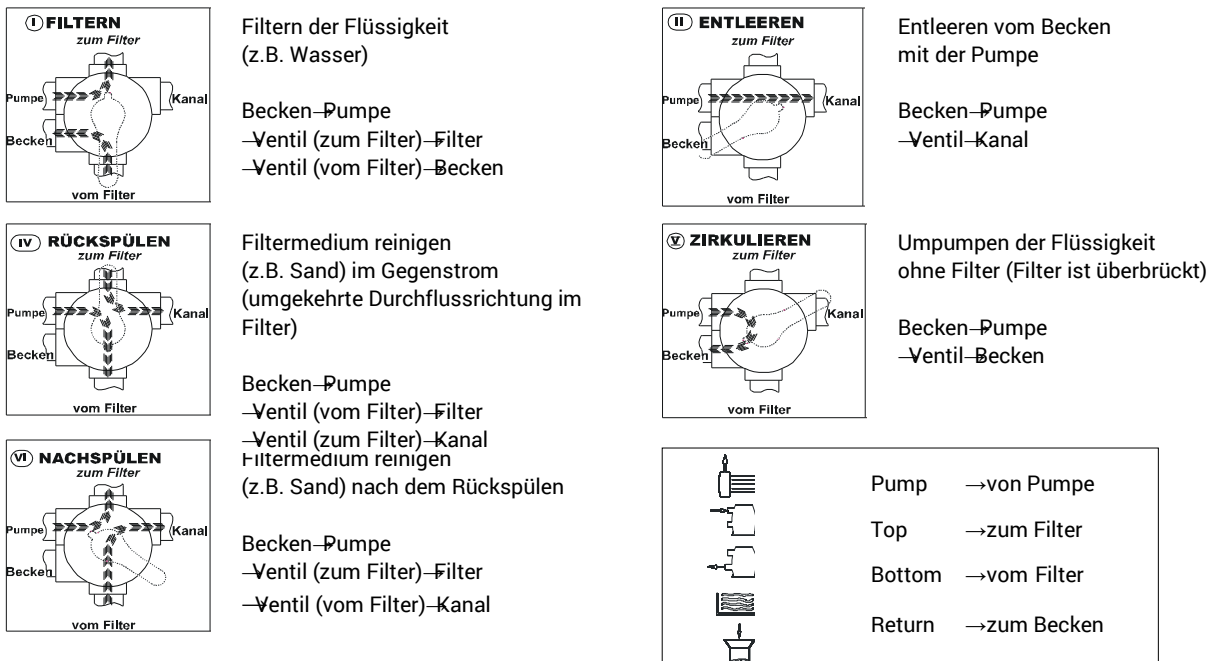 I FILTERN
zum Filter
Pumpe
Kanal
Becken
vom Filter
Filtern der Flüssigkeit
(z.B. Wasser)
Becken→Pumpe
→Ventil (zum Filter)→Filter
→Ventil (vom Filter)→Becken
II ENTLEEREN
zum Filter
Pumpe
Kanal
Becken
vom Filter
Entleeren vom Becken
mit der Pumpe
Becken→Pumpe
→Ventil→Kanal
IV RÜCKSPÜLEN
zum Filter
Pumpe
Kanal
Becken
vom Filter
Filtermedium reinigen
(z.B. Sand) im Gegenstrom
(umgekehrte Durchflussrichtung im
Filter)
Becken→Pumpe
→Ventil (vom Filter)→Filter
→Ventil (zum Filter)→Kanal
V ZIRKULIEREN
zum Filter
Pumpe
Kanal
Becken
vom Filter
Umpumpen der Flüssigkeit
ohne Filter (Filter ist überbrückt)
Becken→Pumpe
→Ventil→Becken
VI NACHSPÜLEN
zum Filter
Pumpe
Kanal
Becken
vom Filter
Filtermedium reinigen
(z.B. Sand) nach dem Rückspülen
Becken→Pumpe
→Ventil (zum Filter)→Filter
→Ventil (vom Filter)→Kanal
Pump →von Pumpe
Top →zum Filter
Bottom →vom Filter
Return →zum Becken